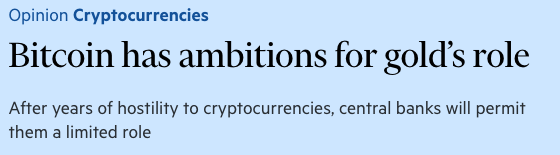 Opinion Cryptocurrencies
Bitcoin has ambitions for gold’s role
After years of hostility to cryptocurrencies, central banks will permit
them a limited role